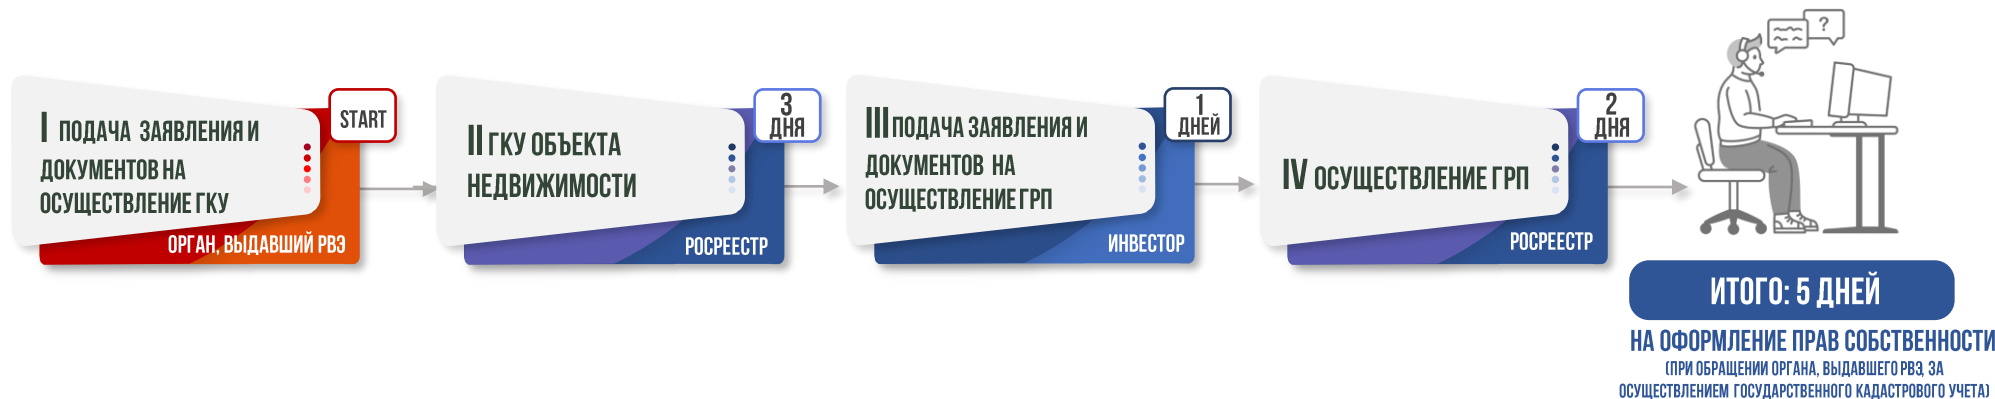 I ПОДАЧА ЗАЯВЛЕНИЯ И
ДОКУМЕНТОВ НА
ОСУЩЕСТВЛЕНИЕ ГКУ
START
ОРГАН, ВЫДАВШИЙ РВЭ
II ГКУ ОБЪЕКТА
НЕДВИЖИМОСТИ
3
ДНЯ
РОСРЕЕСТР
III ПОДАЧА ЗАЯВЛЕНИЯ И
ДОКУМЕНТОВ НА
ОСУЩЕСТВЛЕНИЕ ГРП
1
ДНЕЙ
ИНВЕСТОР
IV ОСУЩЕСТВЛЕНИЕ ГРП
2
ДНЯ
РОСРЕЕСТР
?
ИТОГО: 5 ДНЕЙ
НА ОФОРМЛЕНИЕ ПРАВ СОБСТВЕННОСТИ
(ПРИ ОБРАЩЕНИИ ОРГАНА, ВЫДАВШЕГО РВЭ, ЗА
ОСУЩЕСТВЛЕНИЕМ ГОСУДАРСТВЕННОГО КАДАСТРОВОГО УЧЕТА)